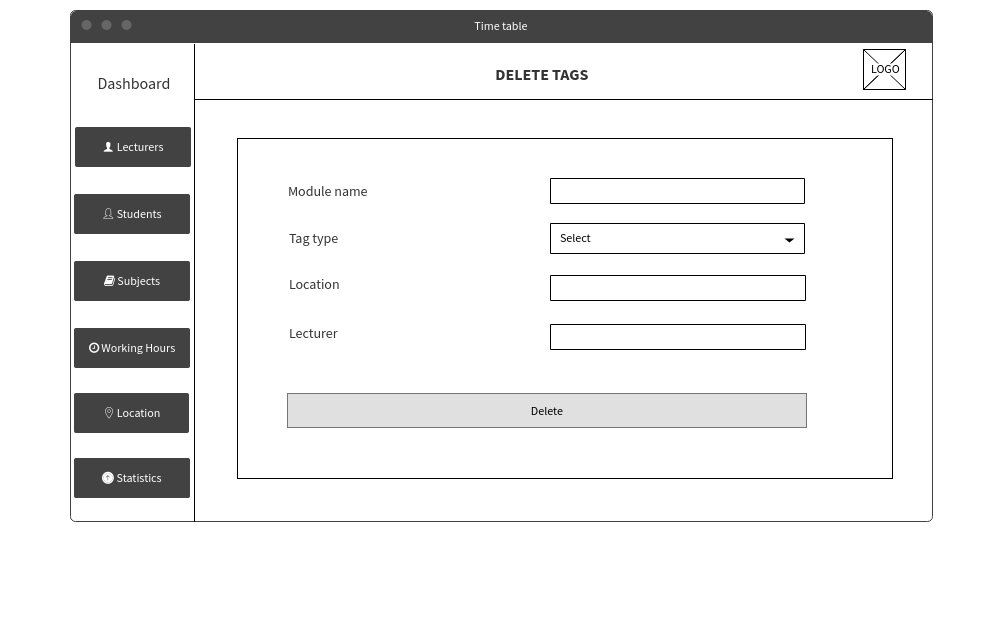 Time table
Dashboard
DELETE TAGS
LOGO
Lecturers
Students
Subjects
Working Hours
Location
Statistics
Module name
Tag type
Select
Location
Lecturer
Delete